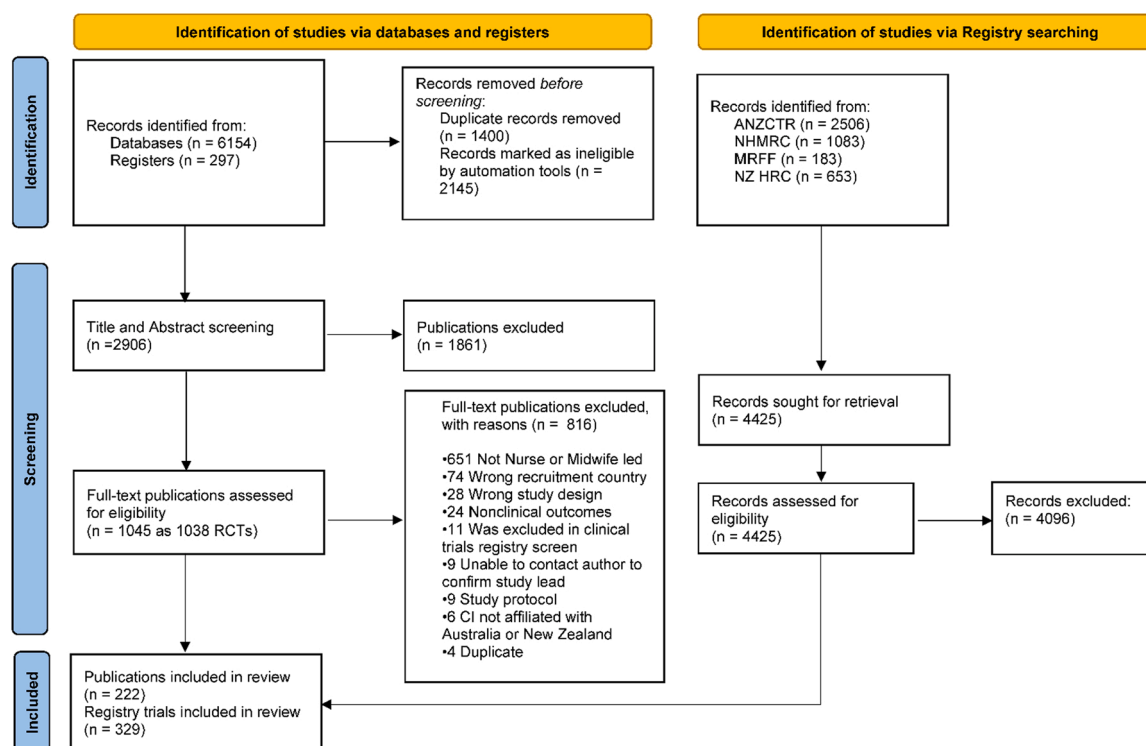 Identification of studies via databases and registers
Identification of studies via Registry searching
Identification
Records identified from:
Databases (n = 6154)
Registers (n = 297)
Records removed before
screening:
Duplicate records removed
(n = 1400)
Records marked as ineligible
by automation tools (n =
2145)
Records identified from:
ANZCTR (n = 2506)
NHMRC (n = 1083)
MRFF (n = 183)
NZ HRC (n = 653)
Screening
Title and Abstract screening
(n =2906)
Publications excluded
(n = 1861)
Full-text publications assessed
for eligibility
(n = 1045 as 1038 RCTs)
Full-text publications excluded,
with reasons (n = 816)
•651 Not Nurse or Midwife led
•74 Wrong recruitment country
•28 Wrong study design
•24 Nonclinical outcomes
•11 Was excluded in clinical
trials registry screen
•9 Unable to contact author to
confirm study lead
•9 Study protocol
•6 CI not affiliated with
Australia or New Zealand
•4 Duplicate
Records sought for retrieval
(n = 4425)
Records assessed for
eligibility
(n = 4425)
Records excluded:
(n = 4096)
Included
Publications included in review
(n = 222)
Registry trials included in review
(n = 329)